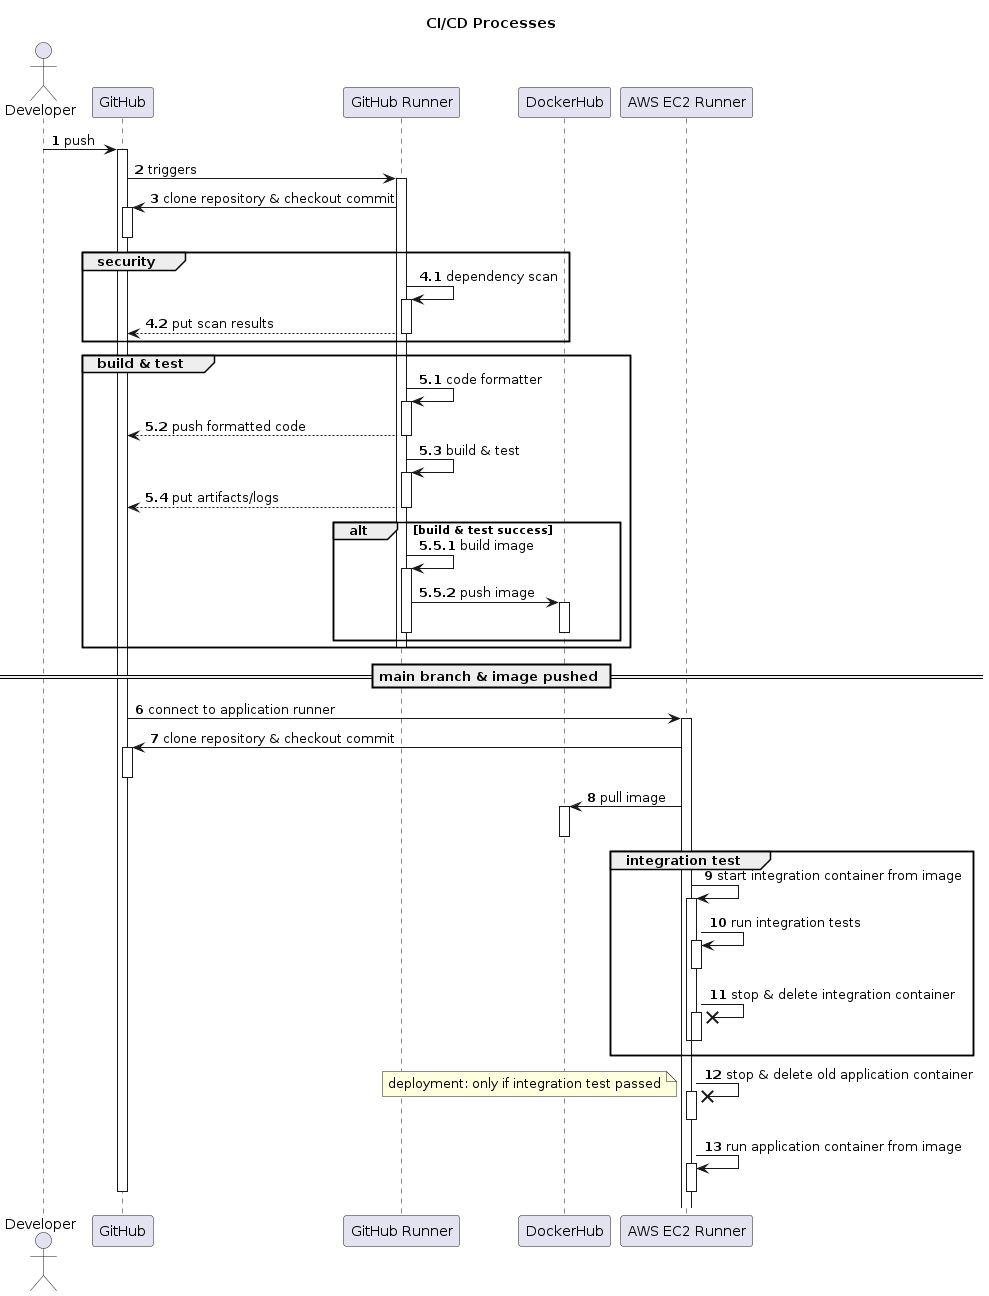 CI/CD Processes
Developer
GitHub
GitHub Runner
DockerHub
AWS EC2 Runner
1 push
2 triggers
3 clone repository & checkout commit
security
4.1 dependency scan
4.2 put scan results
build & test
5.1 code formatter
5.2 push formatted code
5.3 build & test
5.4 put artifacts/logs
alt [build & test success]
5.5.1 build image
5.5.2 push image
main branch & image pushed
6 connect to application runner
7 clone repository & checkout commit
8 pull image
integration test
9 start integration container from image
10 run integration tests
11 stop & delete integration container
deployment: only if integration test passed
12 stop & delete old application container
13 run application container from image
Developer
GitHub
GitHub Runner
DockerHub
AWS EC2 Runner